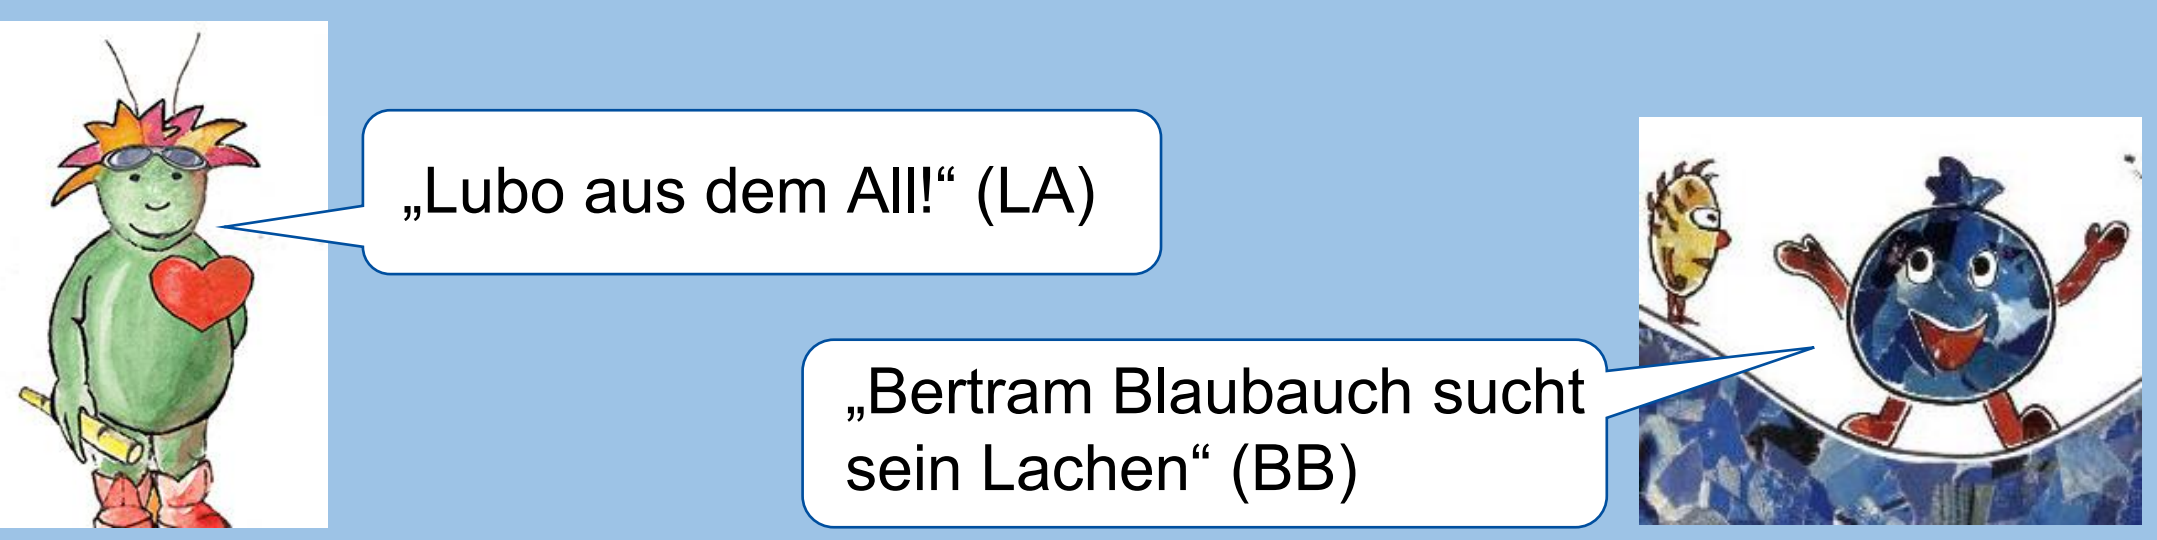 „Lubo aus dem All!“ (LA)
„Bertram Blaubauch sucht
sein Lachen“ (BB)